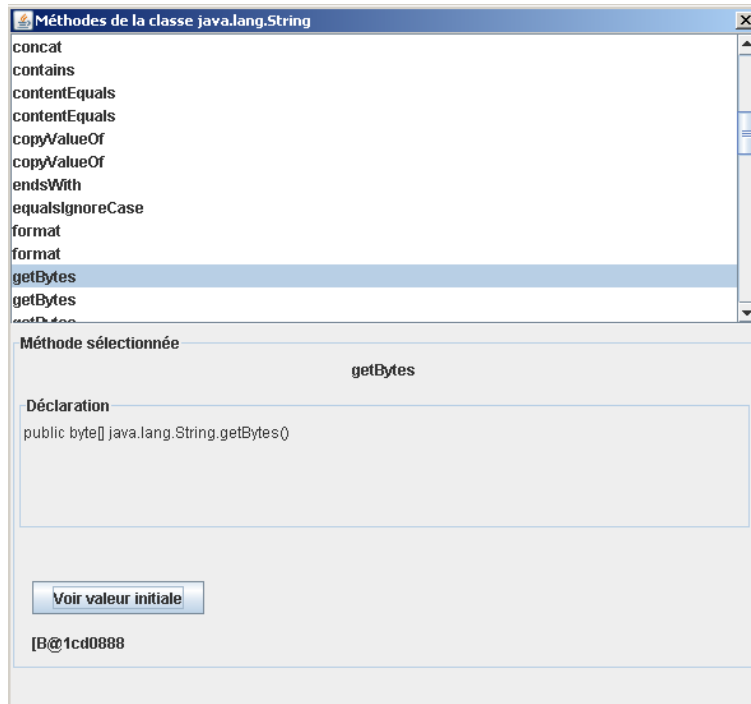 Méthodes de la classe java.lang.String
concat
contains
contentEquals
contentEquals
copyValueOf
copyValueOf
endsWith
equalsIgnoreCase
format
format
getBytes
getBytes
getBytes
Méthode sélectionnée
getBytes
Déclaration
public byte[] java.lang.String.getBytes()
Voir valeur initiale
[B@1cd0888